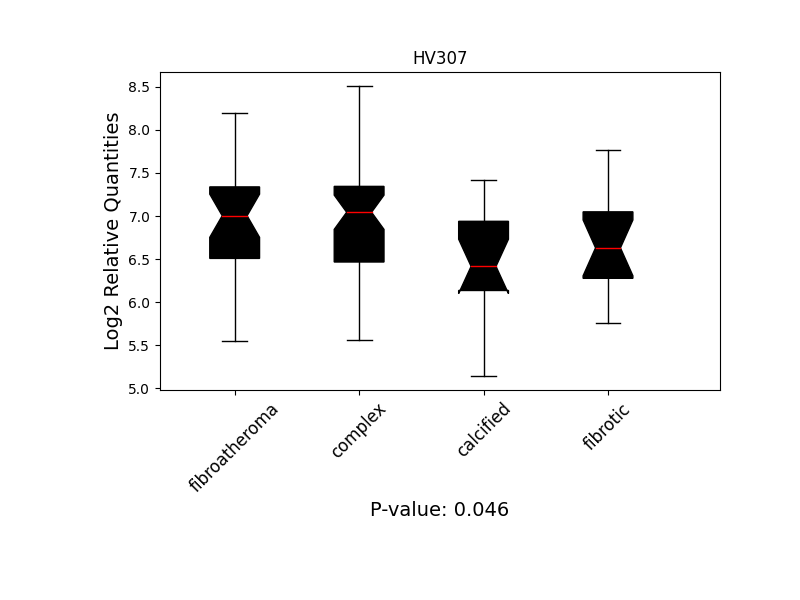 HV307
Log2 Relative Quantities
8.5
8.0
7.5
7.0
6.5
6.0
5.5
5.0
fibroatheroma
complex
calcified
fibrotic
P-value: 0.046